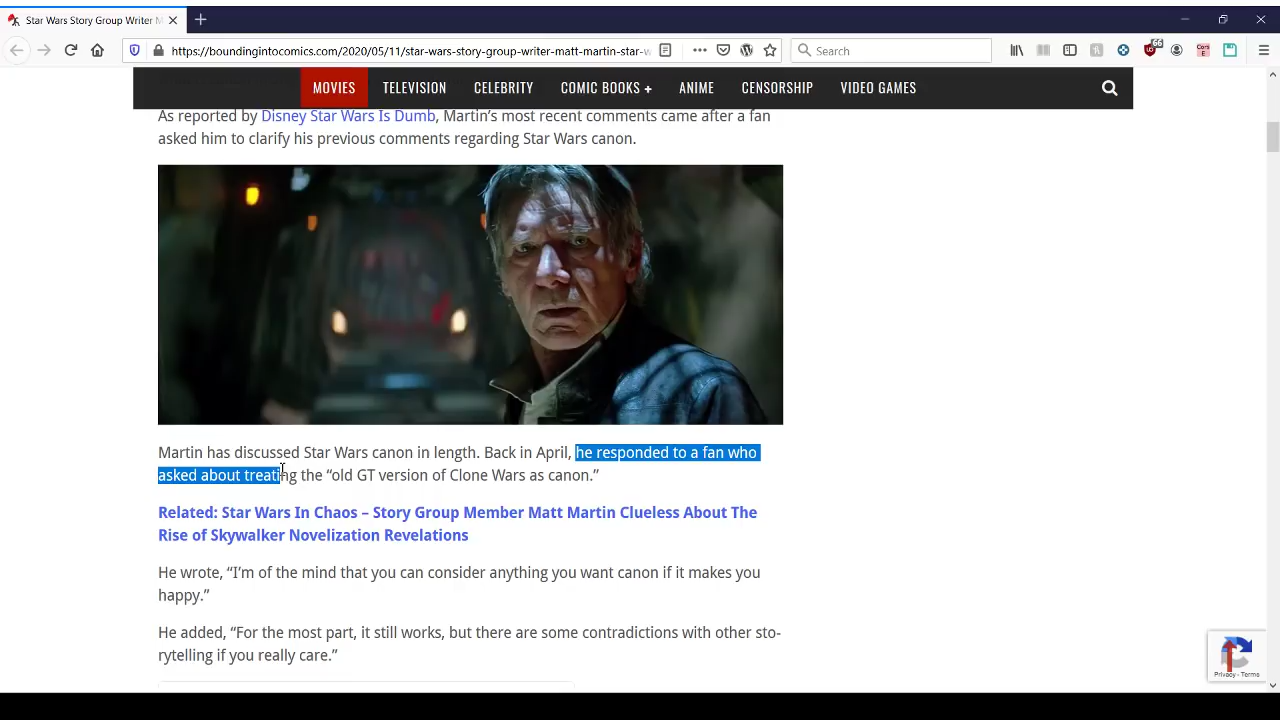 Star Wars Story Group Writer M
https://boundingintocomics.com/2020/05/11/star-wars-story-group-writer-matt-martin-star-w
Search
66
MOVIES TELEVISION CELEBRITY COMIC BOOKS + ANIME CENSORSHIP VIDEO GAMES
As reported by Disney Star Wars Is Dumb, Martin’s most recent comments came after a fan
asked him to clarify his previous comments regarding Star Wars canon.
Martin has discussed Star Wars canon in length. Back in April, he responded to a fan who
asked about treating the “old GT version of Clone Wars as canon.”
Related: Star Wars In Chaos – Story Group Member Matt Martin Clueless About The
Rise of Skywalker Novelization Revelations
He wrote, “I’m of the mind that you can consider anything you want canon if it makes you
happy.”
He added, “For the most part, it still works, but there are some contradictions with other sto-
rytelling if you really care.”
Privacy - Terms